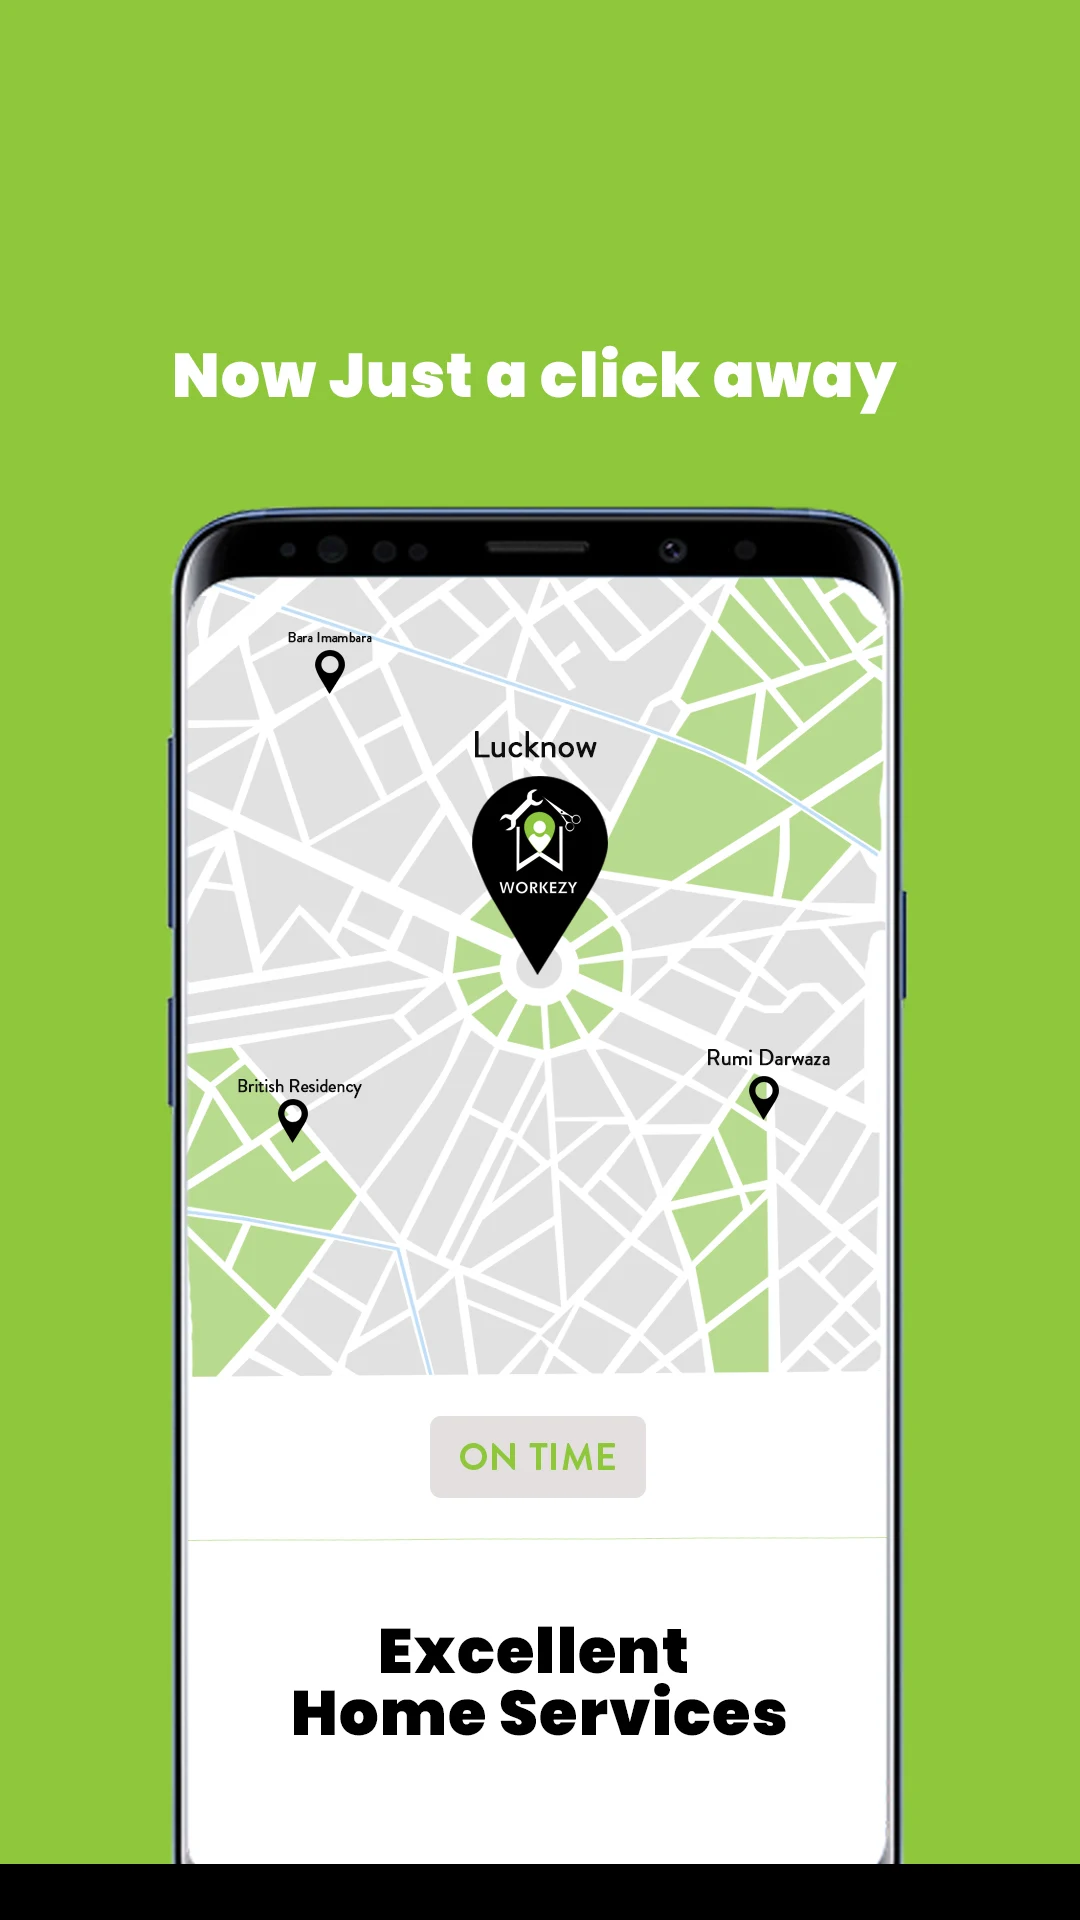 Now Just a click away
Bara Imambara
Lucknow
WORKEZY
Rumi Darwaza
British Residency
ON TIME
Excellent
Home Services